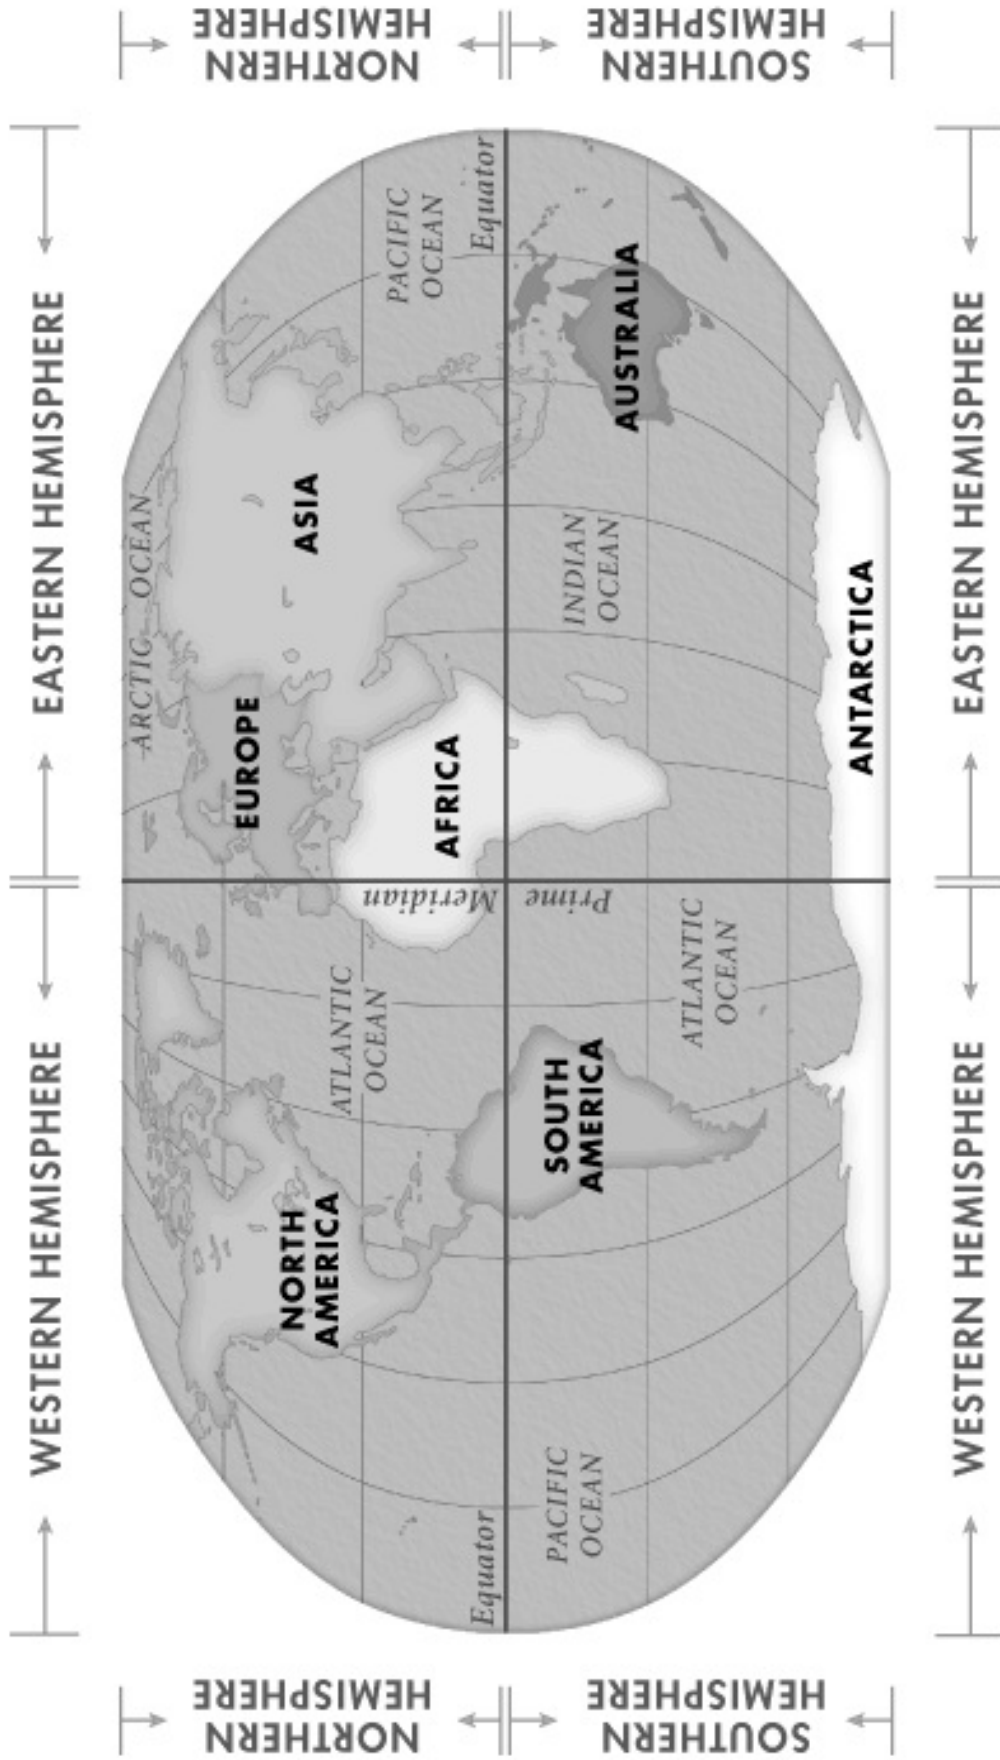 WESTERN HEMISPHERE
EASTERN HEMISPHERE
NORTHERN
HEMISPHERE
NORTHERN
HEMISPHERE
ARCTIC OCEAN
EUROPE
ASIA
NORTH
AMERICA
ATLANTIC
OCEAN
PACIFIC
OCEAN
AFRICA
Equator
Equator
Prime Meridian
PACIFIC
OCEAN
SOUTH
AMERICA
INDIAN
OCEAN
AUSTRALIA
ATLANTIC
OCEAN
ANTARCTICA
SOUTHERN
HEMISPHERE
SOUTHERN
HEMISPHERE
WESTERN HEMISPHERE
EASTERN HEMISPHERE